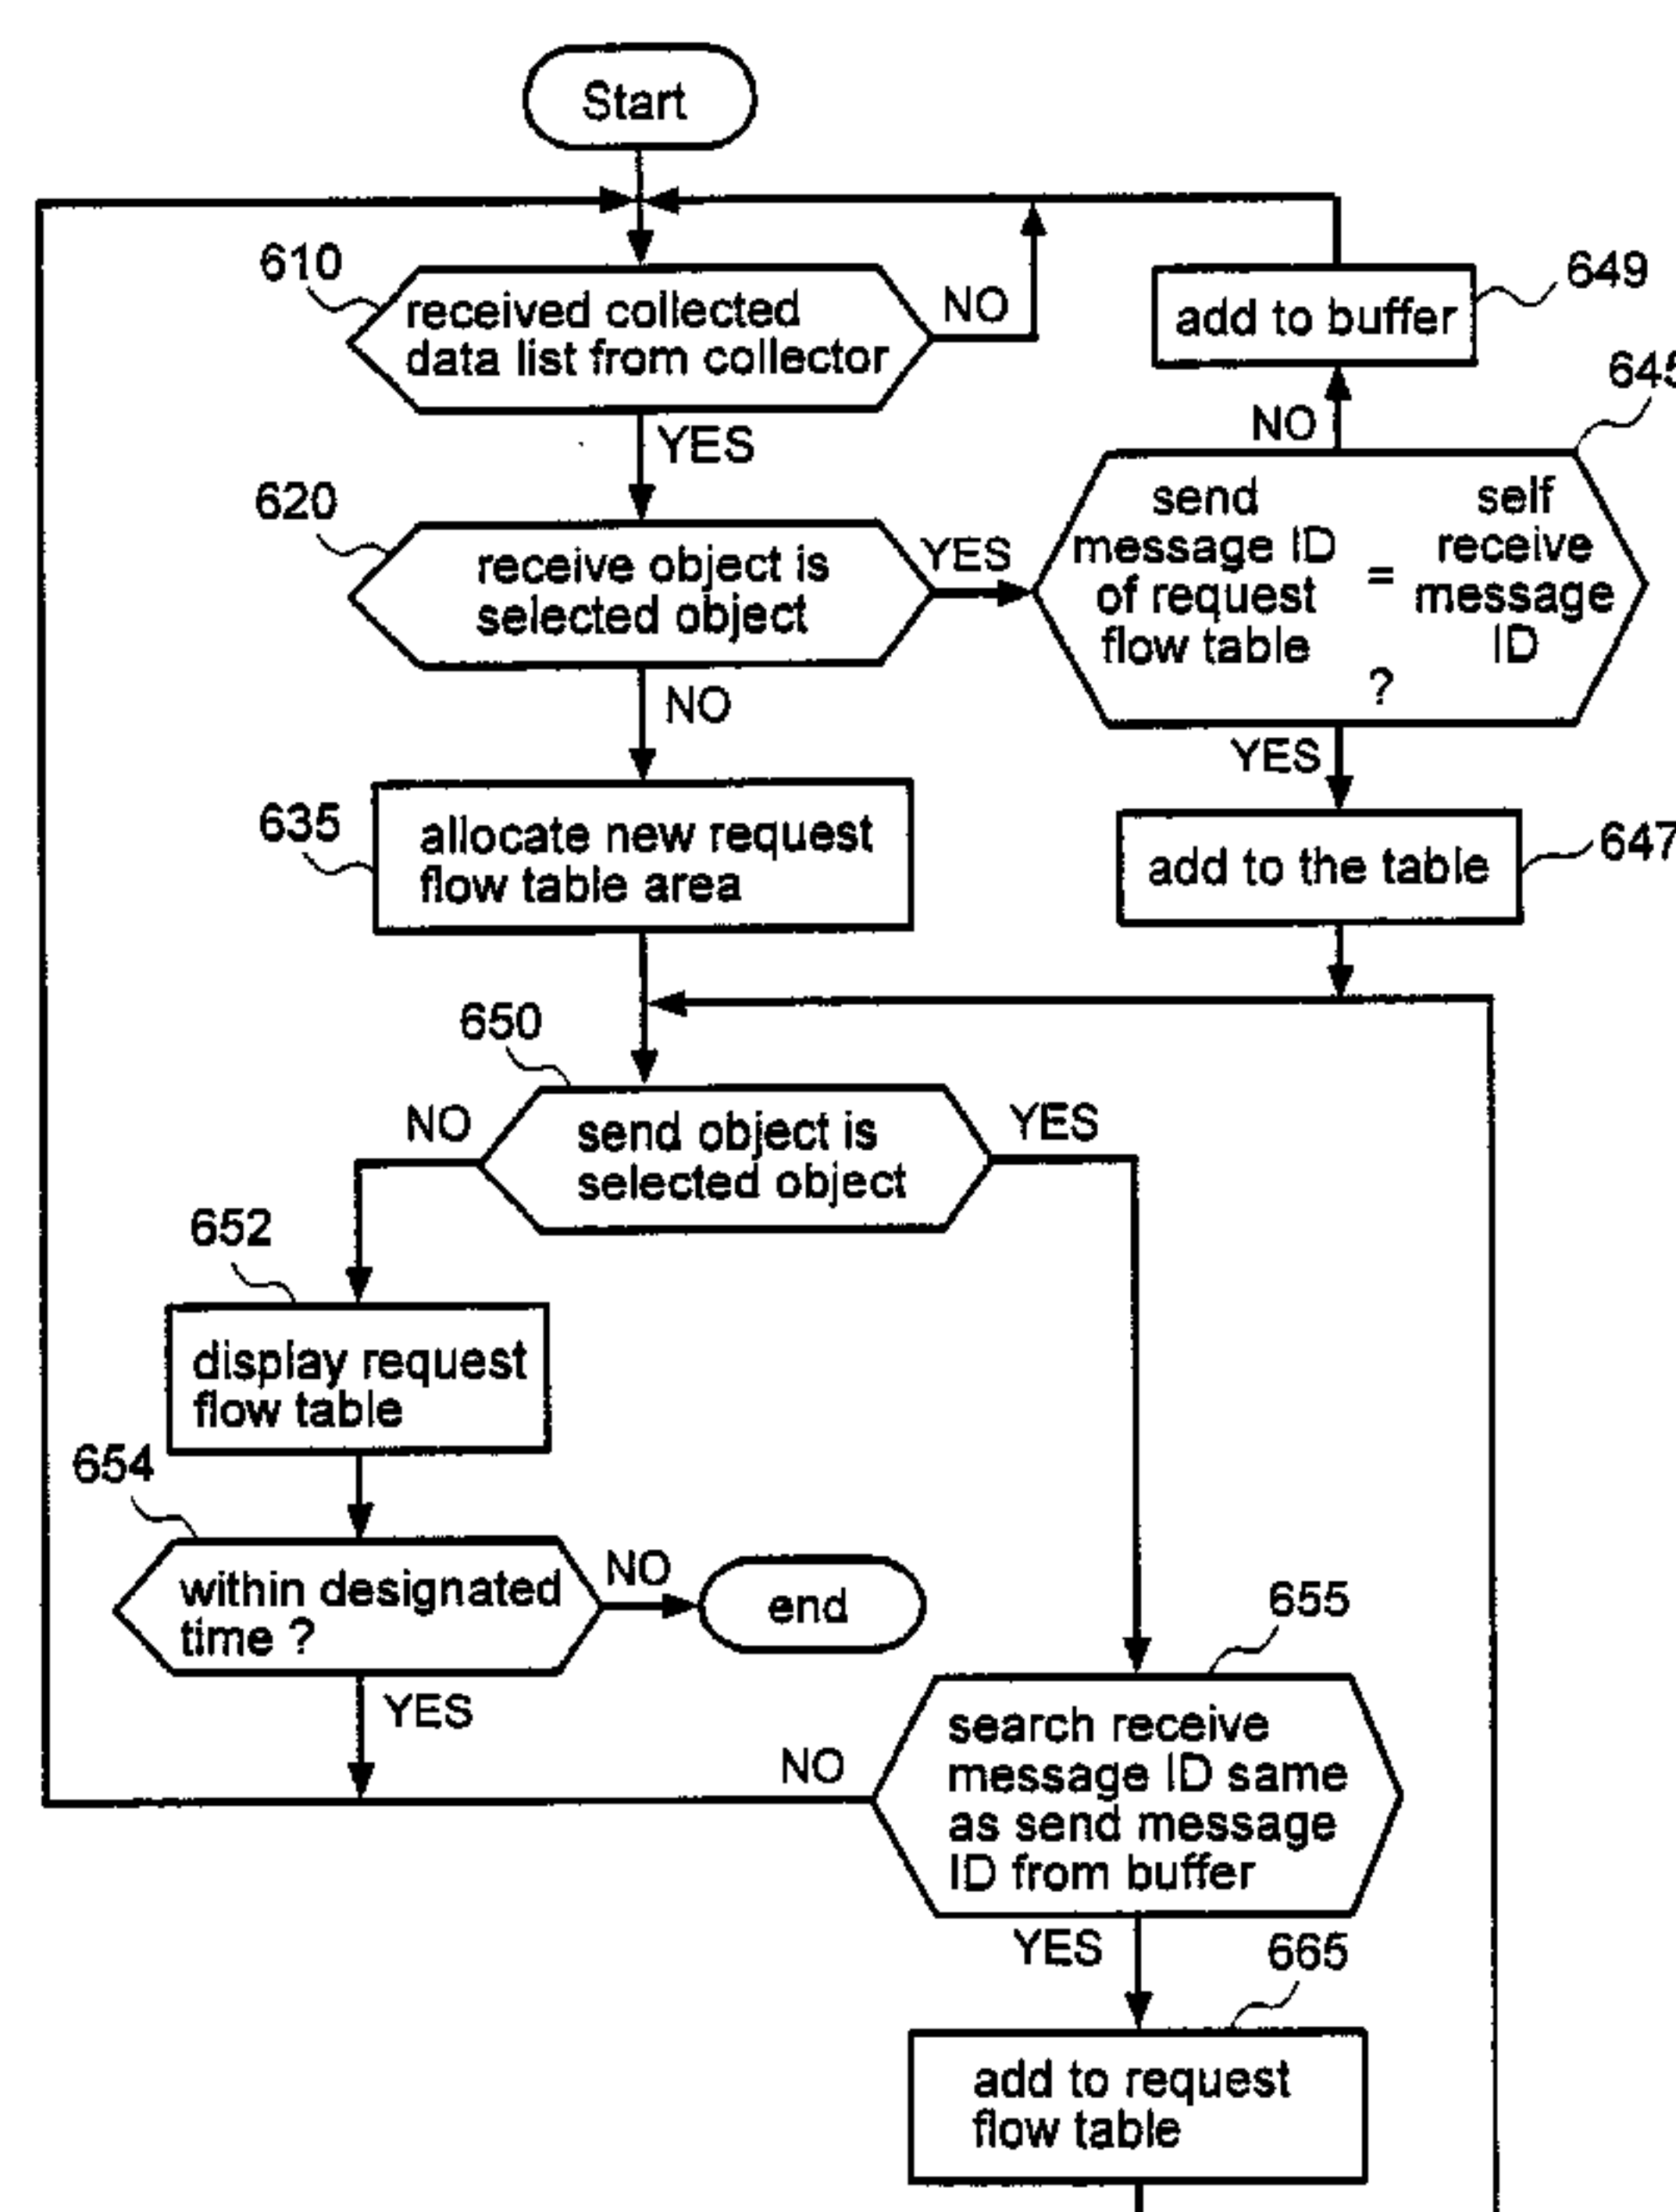 Start
610
received collected
data list from collector
NO
YES
649
add to buffer
NO
645
620
receive object is
selected object
YES
NO
send
message ID
of request
flow table
=
self
receive
message
ID
?
YES
635
allocate new request
flow table area
add to the table
647
650
send object is
selected object
NO
YES
652
display request
flow table
654
within designated
time ?
NO
end
YES
655
search receive
message ID same
as send message
ID from buffer
NO
YES
665
add to request
flow table